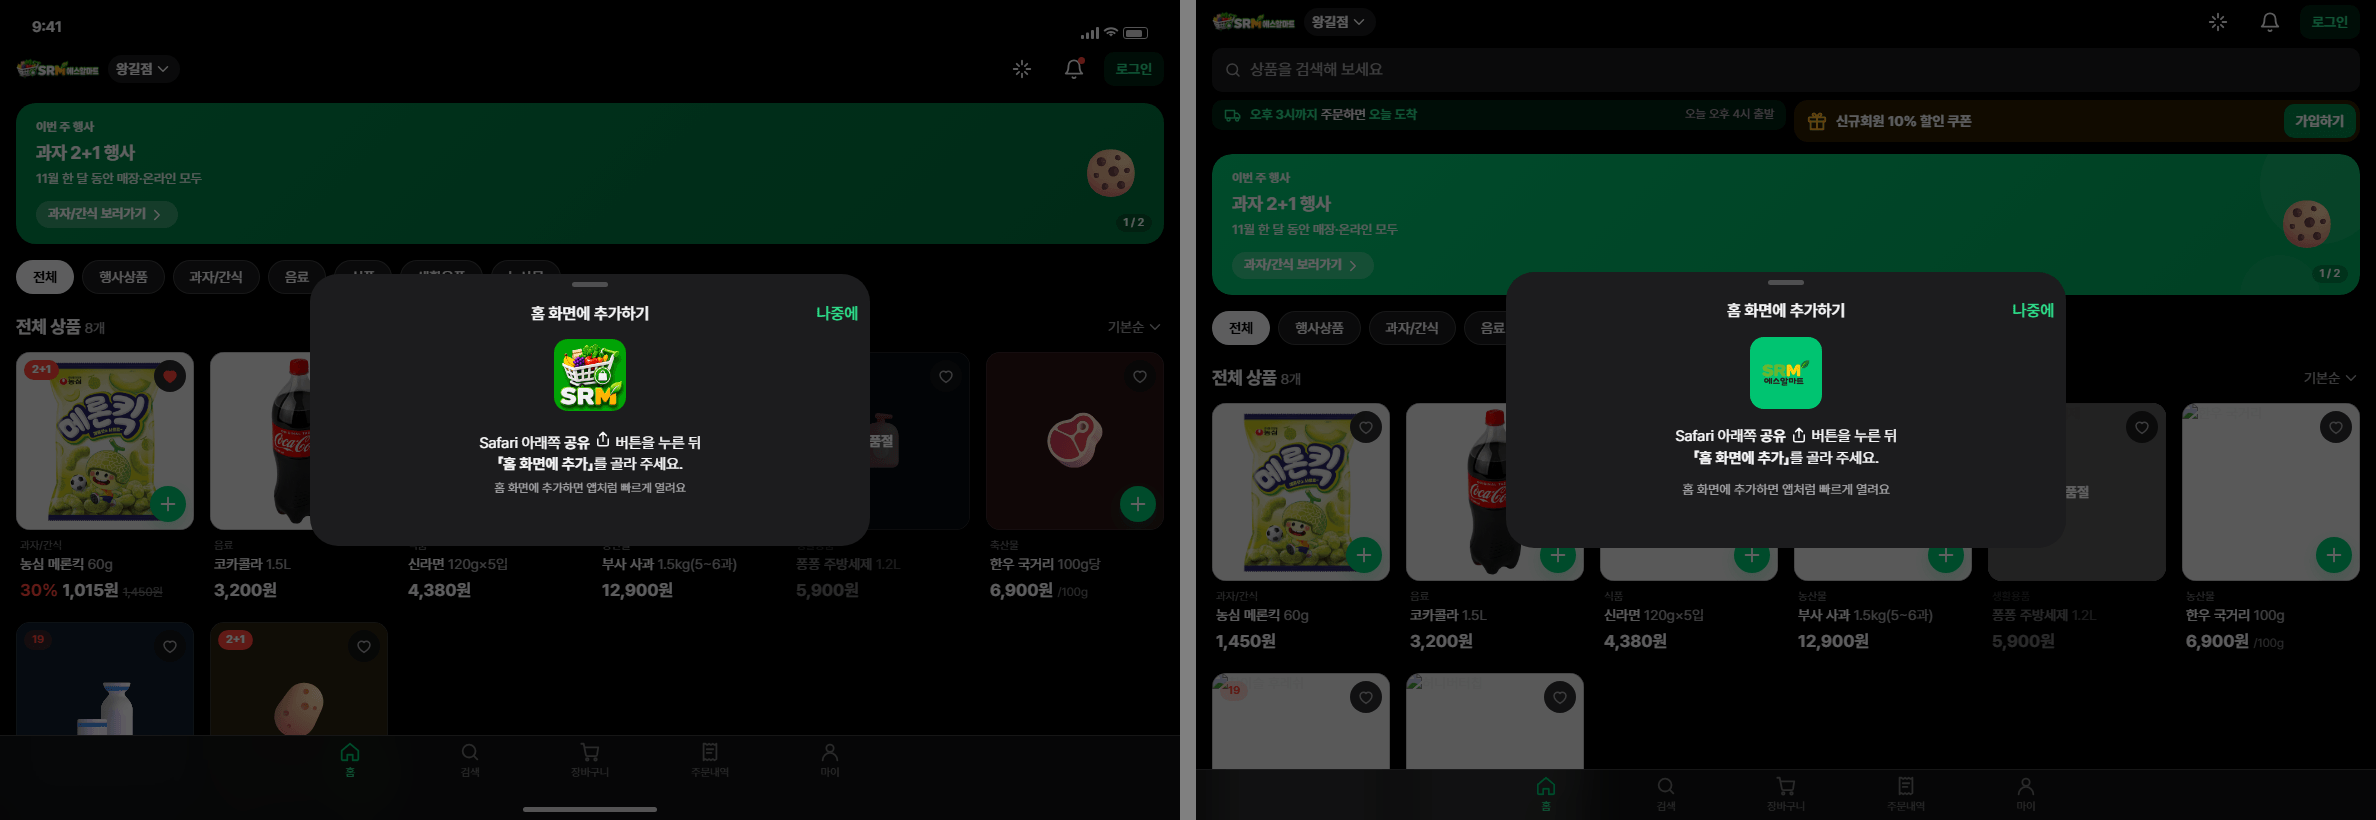 9:41
SRM 에스알마트
왕길점
로그인
이번 주 행사
과자 2+1 행사
11월 한 달 동안 매장·온라인 모두
과자/간식 보러가기
1 / 2
전체
행사상품
과자/간식
음료
전체 상품 8개
기본순
홈 화면에 추가하기
나중에
SRM
Safari 아래쪽 공유 버튼을 누른 뒤
『홈 화면에 추가』를 골라 주세요.
홈 화면에 추가하면 앱처럼 빠르게 열려요
2+1
농심
메론킥
Coca-Cola
품절
과자/간식
농심 메론킥 60g
30% 1,015원 1,450원
음료
코카콜라 1.5L
3,200원
신라면 120g×5입
4,380원
부사 사과 1.5kg(5~6과)
12,900원
퐁퐁 주방세제 1.2L
5,900원
축산물
한우 국거리 100g당
6,900원 /100g
19
2+1
홈
검색
장바구니
주문내역
마이
SRM 에스알마트
왕길점
로그인
상품을 검색해 보세요
오후 3시까지 주문하면 오늘 도착
오늘 오후 4시 출발
신규회원 10% 할인 쿠폰
가입하기
이번 주 행사
과자 2+1 행사
11월 한 달 동안 매장·온라인 모두
과자/간식 보러가기
1 / 2
전체
행사상품
과자/간식
음료
전체 상품 8개
기본순
홈 화면에 추가하기
나중에
SRM
에스알마트
Safari 아래쪽 공유 버튼을 누른 뒤
『홈 화면에 추가』를 골라 주세요.
홈 화면에 추가하면 앱처럼 빠르게 열려요
농심
메론킥
Coca-Cola
품절
과자/간식
농심 메론킥 60g
1,450원
음료
코카콜라 1.5L
3,200원
식품
신라면 120g×5입
4,380원
농산물
부사 사과 1.5kg(5~6과)
12,900원
생활용품
퐁퐁 주방세제 1.2L
5,900원
농산물
한우 국거리 100g
6,900원 /100g
19
홈
검색
장바구니
주문내역
마이